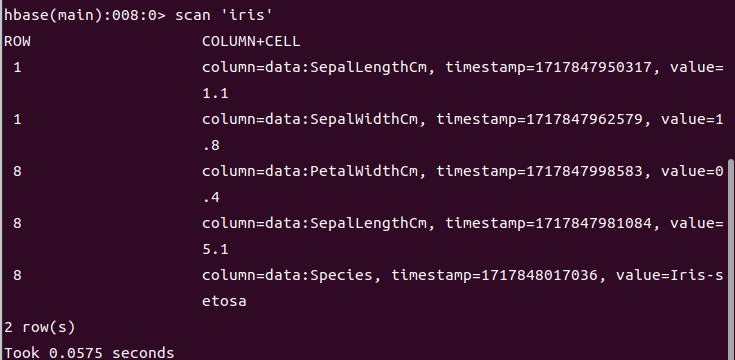 hbase(main):008:0> scan 'iris'
ROW COLUMN+CELL
1 column=data:SepalLengthCm, timestamp=1717847950317, value=
1.1
1 column=data:SepalWidthCm, timestamp=1717847962579, value=1
.8
8 column=data:PetalWidthCm, timestamp=1717847998583, value=0
.4
8 column=data:SepalLengthCm, timestamp=1717847981084, value=
5.1
8 column=data:Species, timestamp=1717848017036, value=Iris-s
etosa
2 row(s)
Took 0.0575 seconds